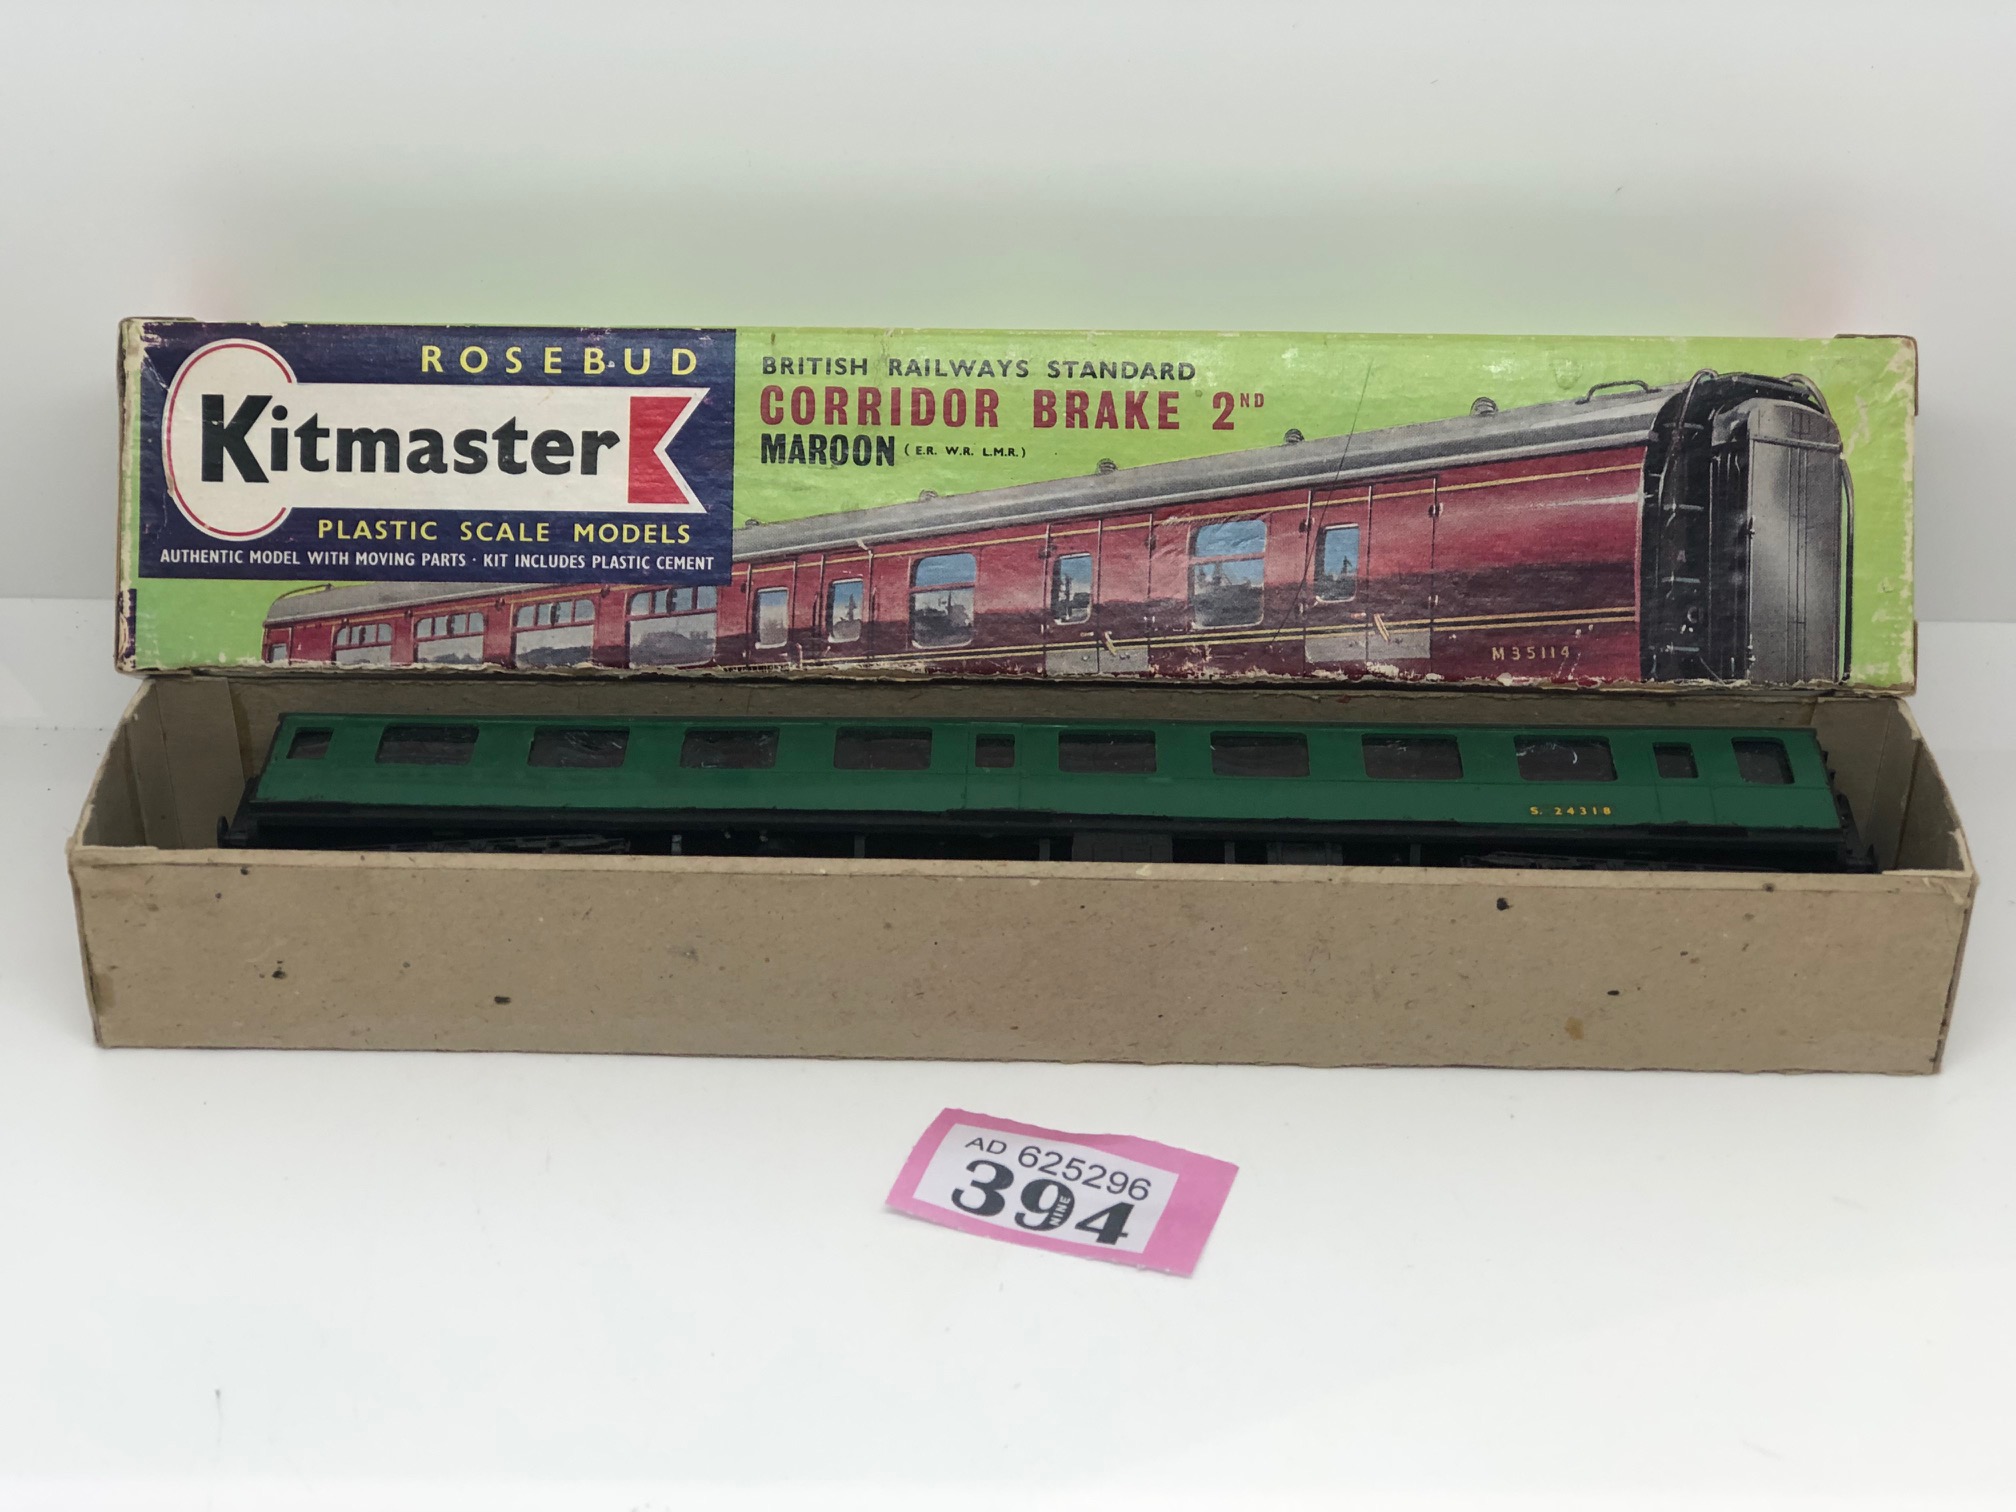 ROSEBUD
Kitmaster
PLASTIC SCALE MODELS
AUTHENTIC MODEL WITH MOVING PARTS · KIT INCLUDES PLASTIC CEMENT
BRITISH RAILWAYS STANDARD
CORRIDOR BRAKE 2ND
MAROON (E.R. W.R. L.M.R.)
M35114
S. 24318
AD 625296
394
NINE